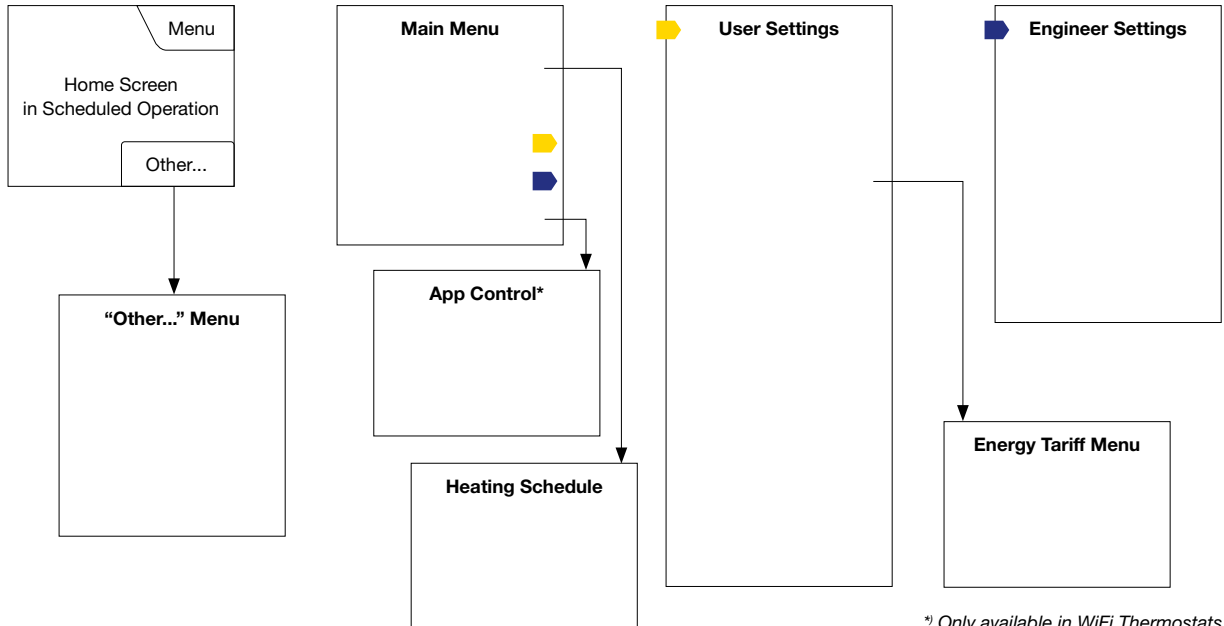 Menu
Home Screen
in Scheduled Operation
Other...
“Other...” Menu
Main Menu
App Control*
Heating Schedule
User Settings
Engineer Settings
Energy Tariff Menu
*) Only available in WiFi Thermostats